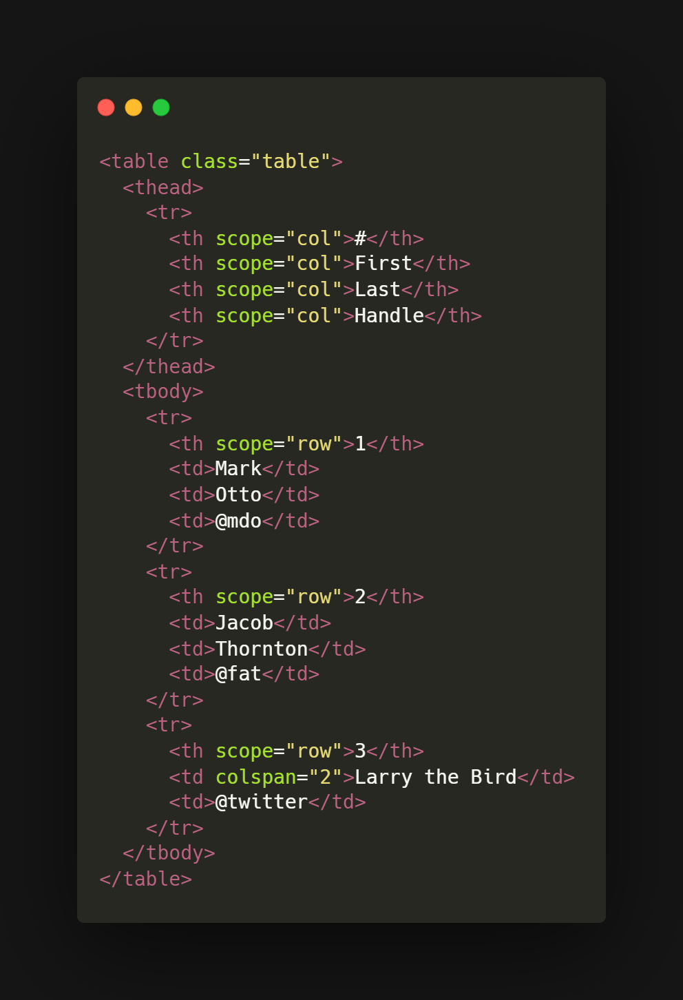 <table class="table">
  <thead>
    <tr>
      <th scope="col">#</th>
      <th scope="col">First</th>
      <th scope="col">Last</th>
      <th scope="col">Handle</th>
    </tr>
  </thead>
  <tbody>
    <tr>
      <th scope="row">1</th>
      <td>Mark</td>
      <td>Otto</td>
      <td>@mdo</td>
    </tr>
    <tr>
      <th scope="row">2</th>
      <td>Jacob</td>
      <td>Thornton</td>
      <td>@fat</td>
    </tr>
    <tr>
      <th scope="row">3</th>
      <td colspan="2">Larry the Bird</td>
      <td>@twitter</td>
    </tr>
  </tbody>
</table>